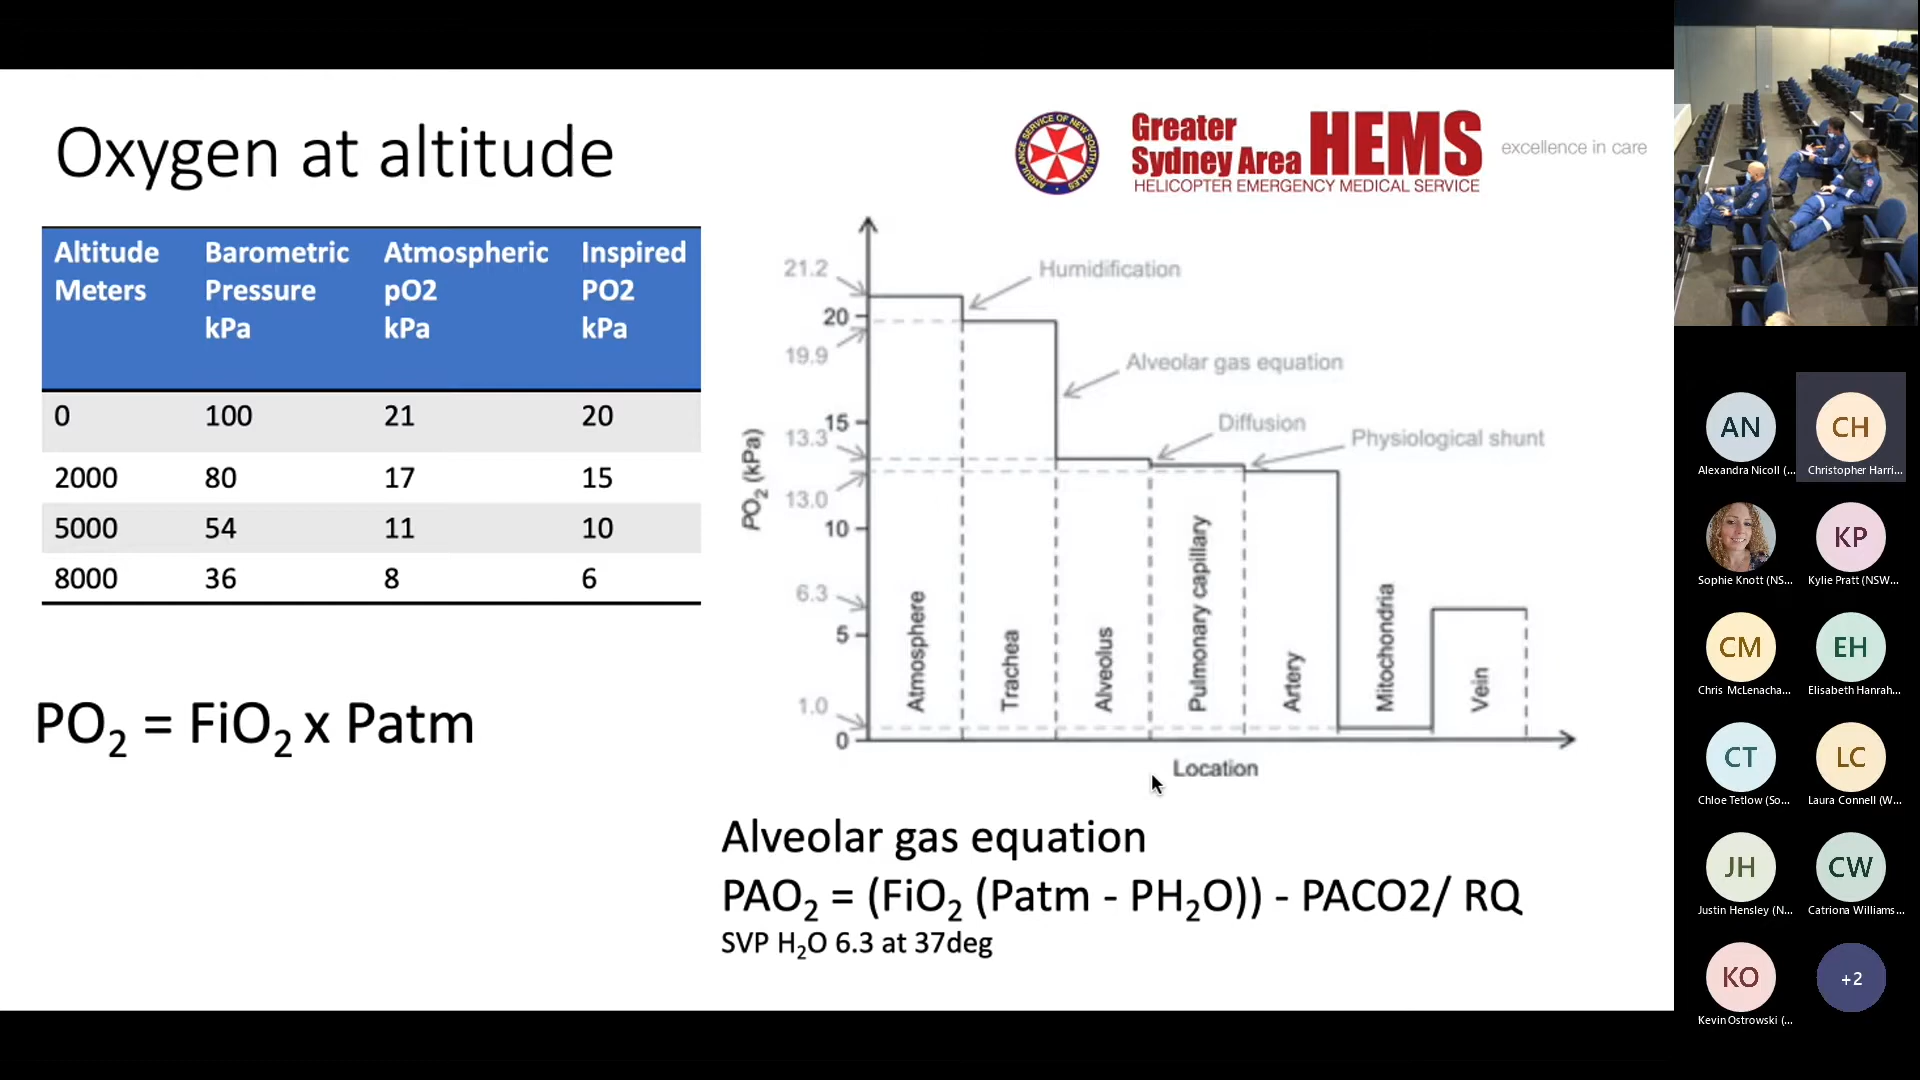 Oxygen at altitude
AMBULANCE SERVICE OF NEW SOUTH WALES
Greater
Sydney Area HEMS
HELICOPTER EMERGENCY MEDICAL SERVICE
excellence in care
Altitude Meters Barometric Pressure kPa Atmospheric pO2 kPa Inspired PO2 kPa
0 100 21 20
2000 80 17 15
5000 54 11 10
8000 36 8 6
PO2 = FiO2 x Patm
21.2
Humidification
20
19.9
Alveolar gas equation
15
13.3
Diffusion
Physiological shunt
13.0
10
6.3
5
1.0
0
PO2 (kPa)
Atmosphere
Trachea
Alveolus
Pulmonary capillary
Artery
Mitochondria
Vein
Location
Alveolar gas equation
PAO2 = (FiO2 (Patm - PH2O)) - PACO2/ RQ
SVP H2O 6.3 at 37deg
AN CH
Alexandra Nicoll (... Christopher Harri...
KP
Sophie Knott (NS... Kylie Pratt (NSW...
CM EH
Chris McLenacha... Elisabeth Hanrah...
CT LC
Chloe Tetlow (So... Laura Connell (W...
JH CW
Justin Hensley (N... Catriona Williams...
KO +2
Kevin Ostrowski (...